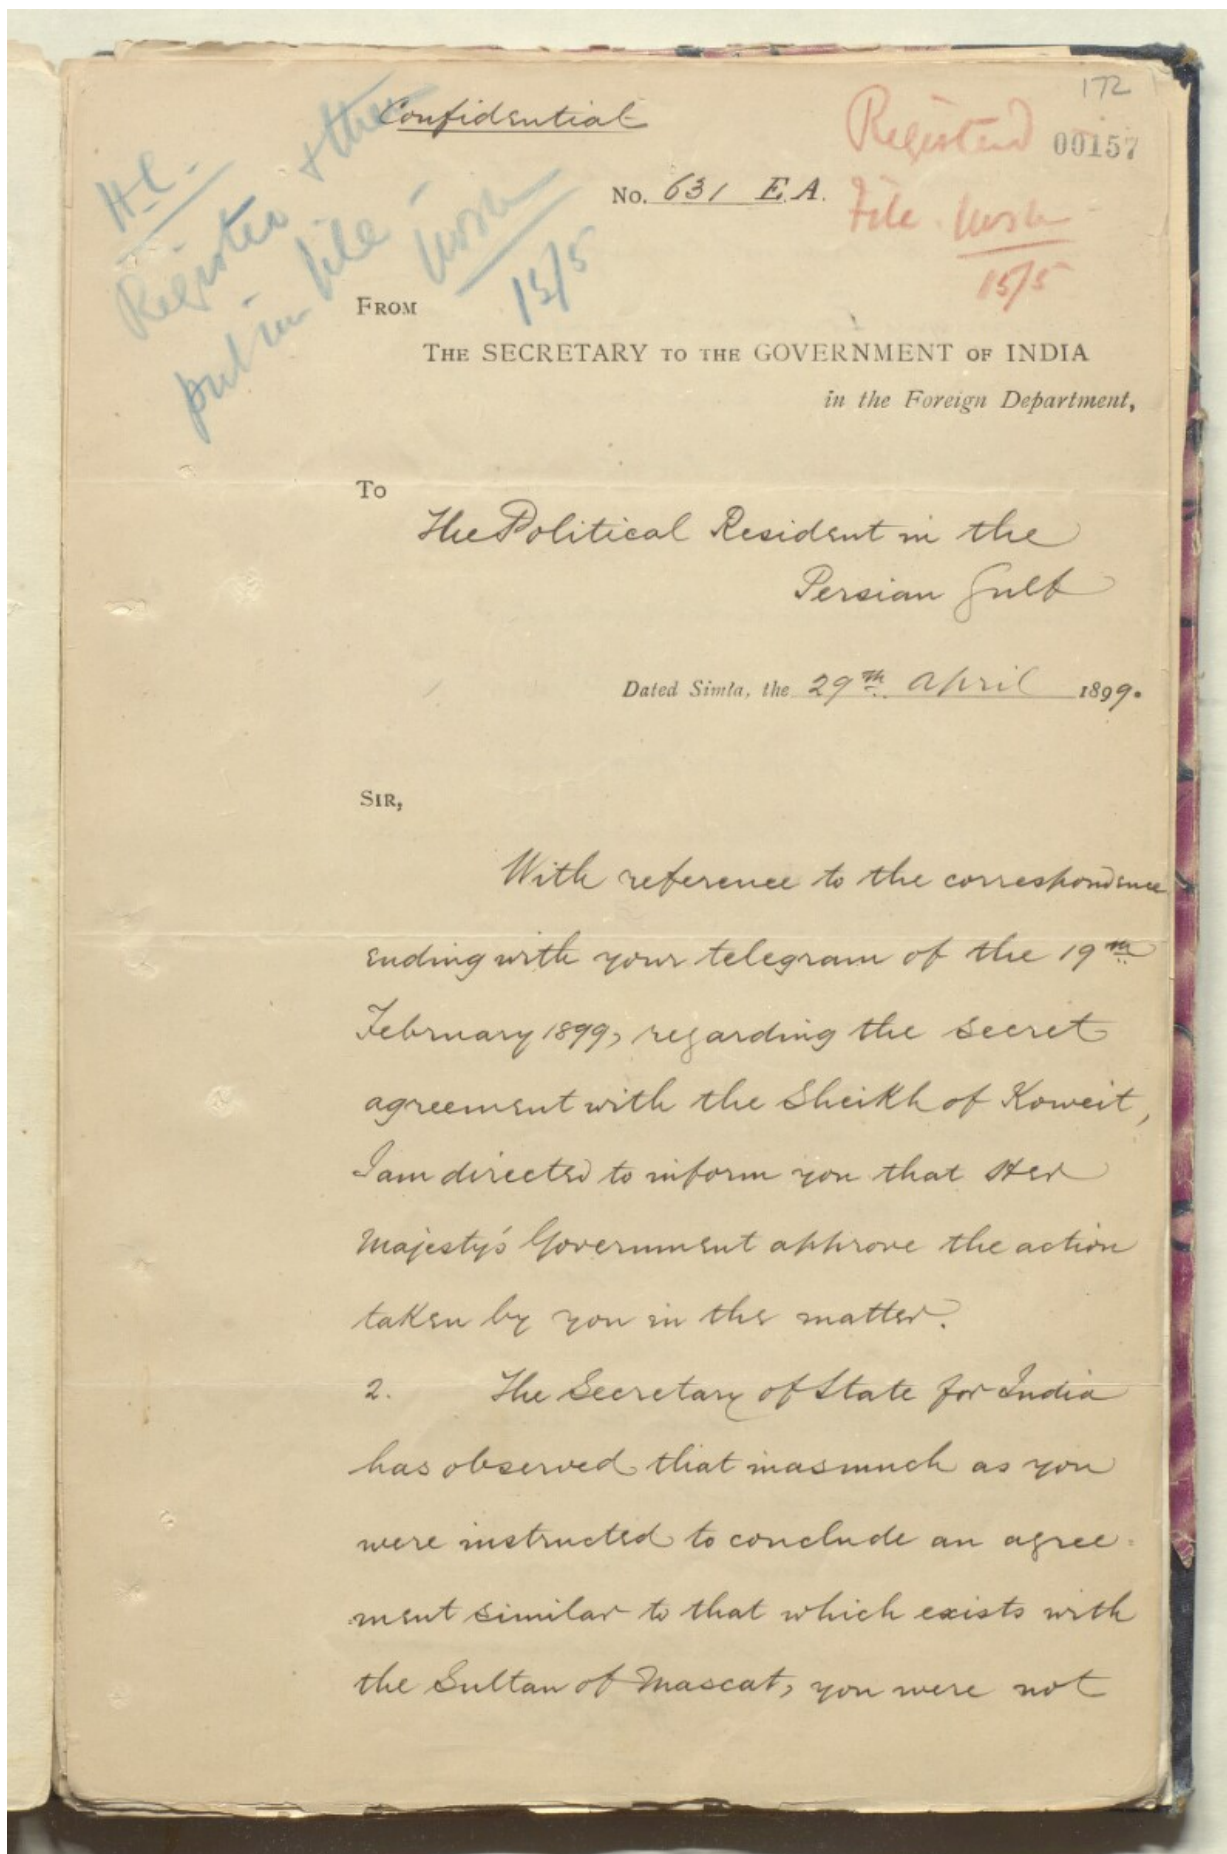 172
Confidential
Registered
00157
No. 631 E.A.
File.
15/5
H.C.
Register &
put in file
15/5
FROM
THE SECRETARY TO THE GOVERNMENT OF INDIA
in the Foreign Department,
To
The Political Resident in the
Persian Gulf
Dated Simla, the 29th. April 1899.
SIR,
With reference to the correspondence
ending with your telegram of the 19th
February 1899, regarding the secret
agreement with the Sheikh of Koweit,
I am directed to inform you that Her
Majesty's Government approve the action
taken by you in the matter.
2. The Secretary of State for India
has observed that inasmuch as you
were instructed to conclude an agree-
ment similar to that which exists with
the Sultan of Mascat, you were not